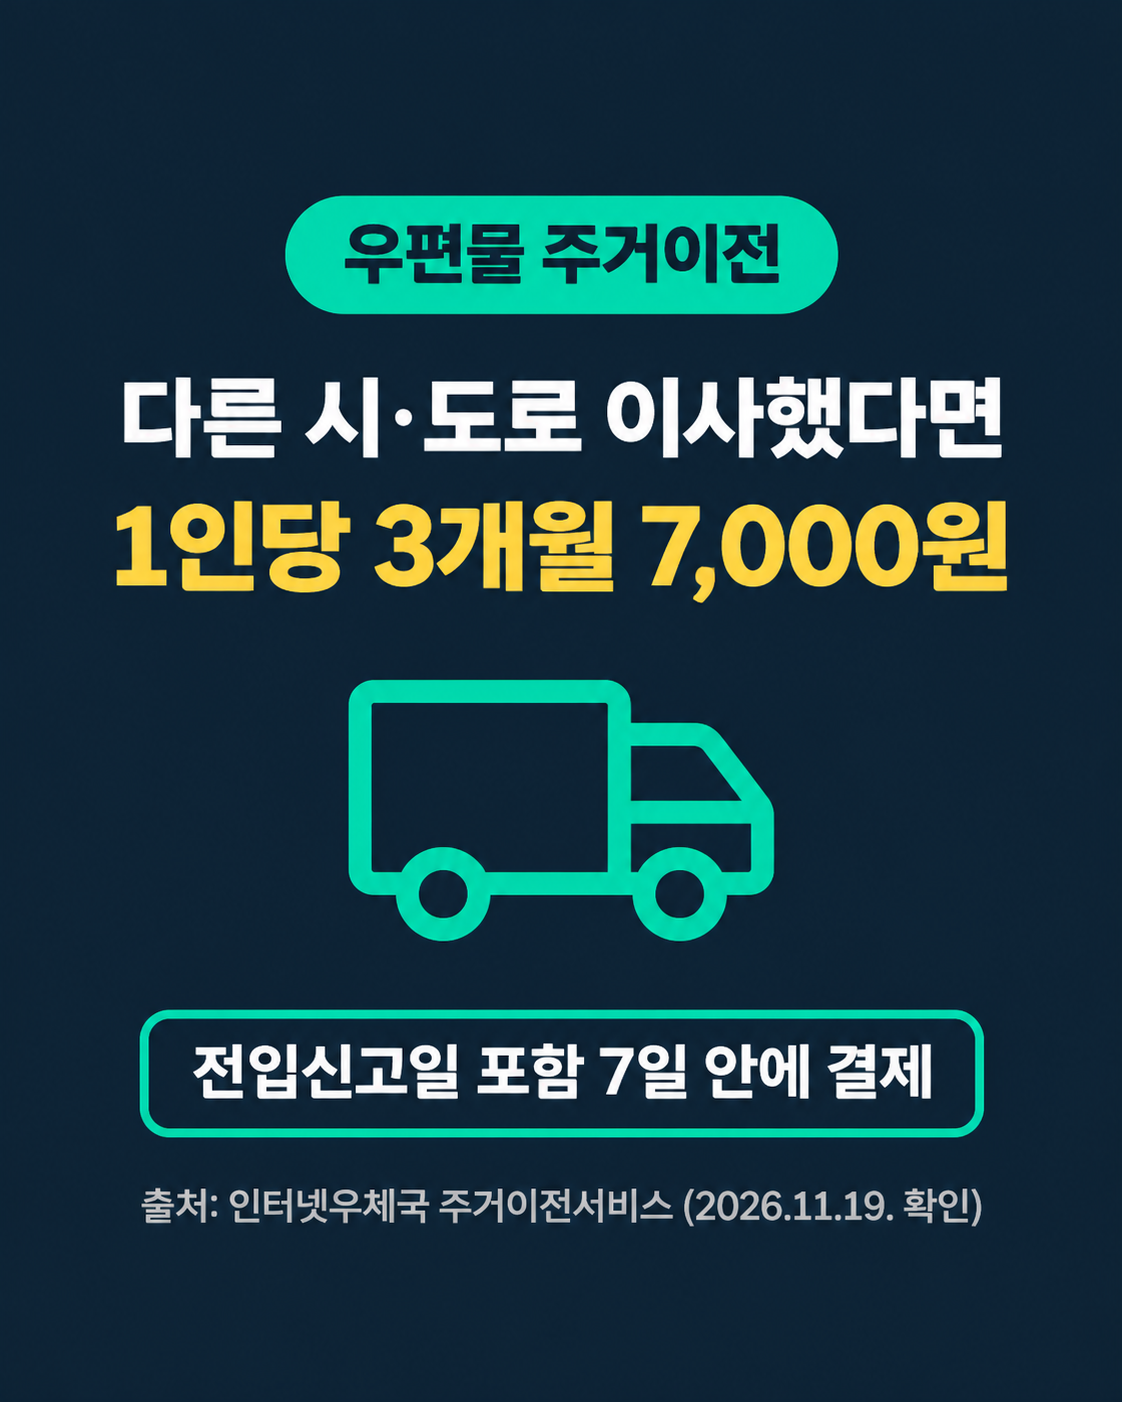 우편물 주거이전
다른 시·도로 이사했다면
1인당 3개월 7,000원
전입신고일 포함 7일 안에 결제
출처: 인터넷우체국 주거이전서비스 (2026.11.19. 확인)